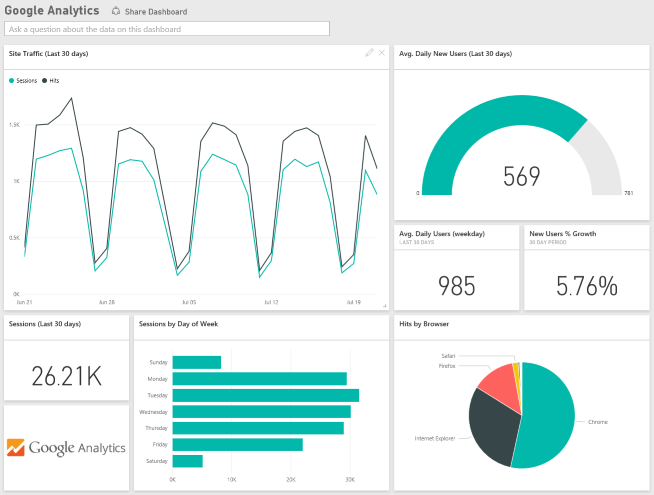 Google Analytics
Share Dashboard
Ask a question about the data on this dashboard
Site Traffic (Last 30 days)
Sessions Hits
1.5K
1K
0.5K
0K
Jun 21 Jun 28 Jul 05 Jul 12 Jul 19
Avg. Daily New Users (Last 30 days)
569
0 781
Avg. Daily Users (weekday)
LAST 30 DAYS
985
New Users % Growth
30 DAY PERIOD
5.76%
Sessions (Last 30 days)
26.21K
Google Analytics
Sessions by Day of Week
Sunday
Monday
Tuesday
Wednesday
Thursday
Friday
Saturday
0K 10K 20K 30K
Hits by Browser
Safari
Firefox
Chrome
Internet Explorer